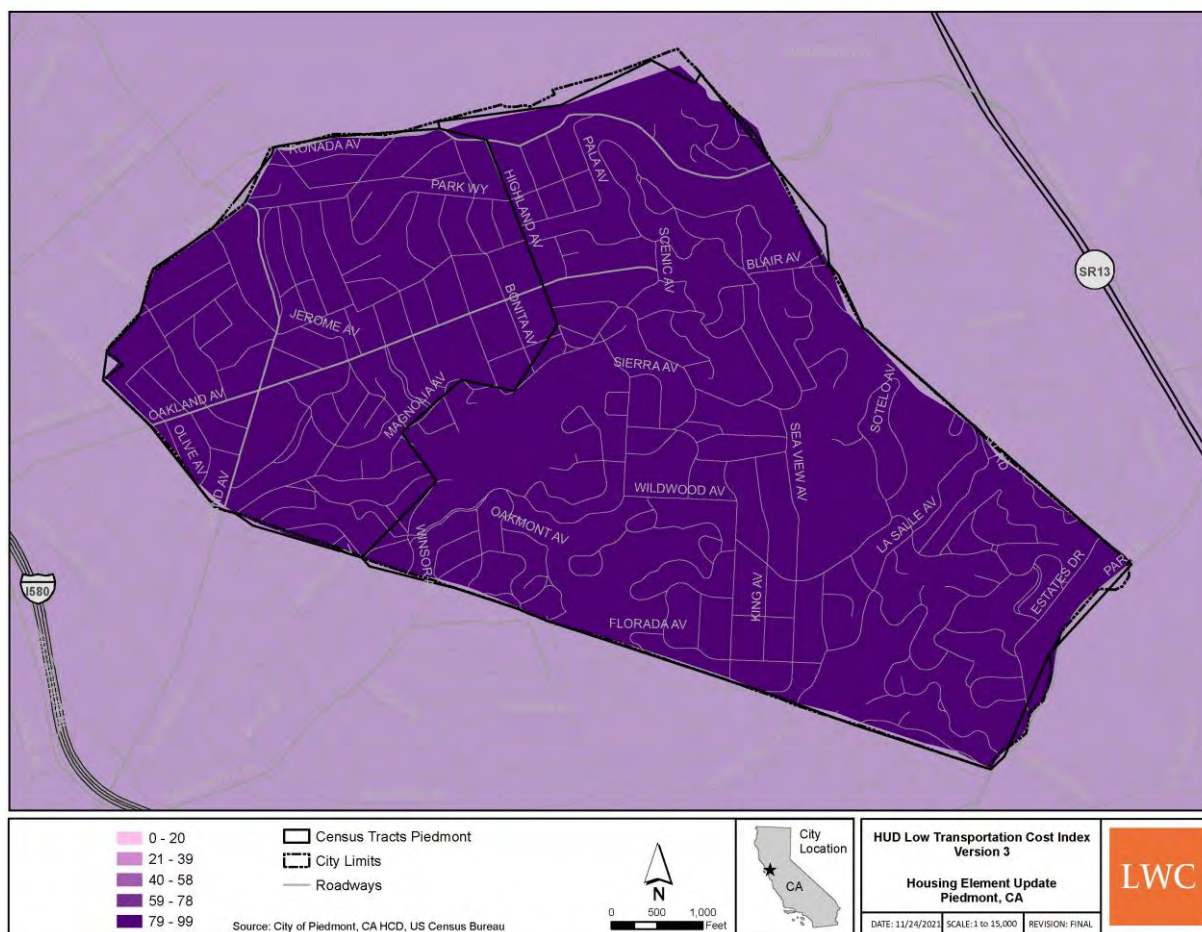 RONADA AV
PARK WY
HIGHLAND AV
PALA AV
SCENIC AV
BLAIR AV
SR13
BONITA AV
JEROME AV
SIERRA AV
MAGNOLIA AV
OAKLAND AV
OLIVE AV
SOTELO AV
SEA VIEW AV
RD
ND AV
WILDWOOD AV
OAKMONT AV
WINSOR
LA SALLE AV
KING AV
ESTATES DR
PAR
I580
FLORADA AV
0 - 20
21 - 39
40 - 58
59 - 78
79 - 99
Census Tracts Piedmont
City Limits
Roadways
Source: City of Piedmont, CA HCD, US Census Bureau
N
0 500 1,000
Feet
City
Location
CA
HUD Low Transportation Cost Index
Version 3
Housing Element Update
Piedmont, CA
DATE: 11/24/2021 SCALE: 1 to 15,000 REVISION: FINAL
LWC